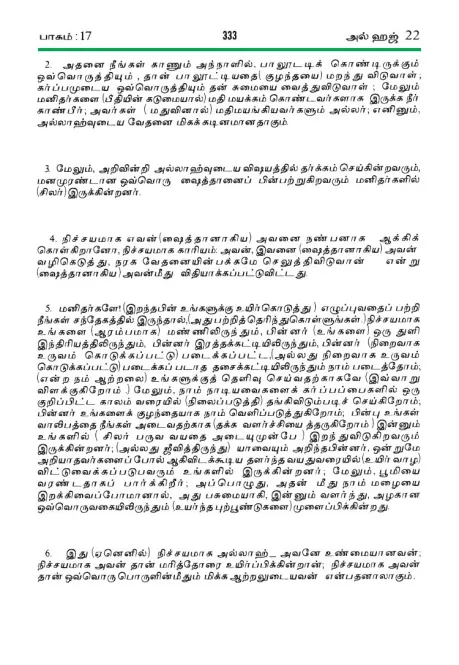 பாகம் : 17 333 அல் ஹஜ் 22
2. அதனை நீங்கள் காணும் அந்நாளில், பாலூட்டிக் கொண்டிருக்கும்
ஒவ்வொருத்தியும் , தான் பாலூட்டியதை( குழந்தயை) மறந்து விடுவாள் ;
கர்ப்பமுடைய ஒவ்வொருத்தியும் தன் சுமையை வைத்துவிடுவாள் ; மேலும்
மனிதர்களை (பீதியின் கடுமையால்) மதி மயக்கம் கொண்டவர்களாக இருக்க நீர்
காண்பீர்; அவர்கள் ( மதுவினால்) மதிமயங்கியவர்களும் அல்லர்; எனினும்,
அல்லாஹ்வுடைய வேதனை மிகக்கடினமானதாகும்.
3. மேலும், அறிவின்றி அல்லாஹ்வுடைய விஷயத்தில் தர்க்கம் செய்கின்றவரும்,
மனமுரண்டான ஒவ்வொரு ஷைத்தானைப் பின்பற்றுகிறவரும் மனிதர்களில்
(சிலர்) இருக்கின்றனர்.
4. நிச்சயமாக எவன் (ஷைத்தானாகிய) அவனை நண்பனாக ஆக்கிக்
கொள்கிறானோ, நிச்சயமாக காரியம்: அவன், இவனை (ஷைத்தானாகிய) அவன்
வழிகெடுத்து, நரக வேதனையின்பக்கமே செலுத்திவிடுவான் என்று
(ஷைத்தானாகிய) அவன்மீது விதியாக்கப்பட்டுவிட்டது.
5. மனிதர்களே! (இறந்தபின் உங்களுக்கு உயிர்கொடுத்து ) எழுப்புவதைப் பற்றி
நீங்கள் சந்தேகத்தில் இருந்தால்,(அதுபற்றித்தெரிந்துகொள்ளுங்கள்.)நிச்சயமாக
உங்களை (ஆரம்பமாக) மண்ணிலிருந்தும், பின்னர் (உங்களை) ஒரு துளி
இந்திரியத்திலிருந்தும், பின்னர் இரத்தக்கட்டியிலிருந்தும், பின்னர் (நிறைவாக
உருவம் கொடுக்கப்பட்டு) படைக்கப்பட்ட,(அல்லது நிறைவாக உருவம்
கொடுக்கப்பட்டு) படைக்கப் படாத தசைக்கட்டியிலிருந்தும் நாம் படைத்தோம்;
(என்ற நம் ஆற்றலை) உங்களுக்குத் தெளிவு செய்வதற்காகவே (இவ்வாறு
விளக்குகிறோம் .) மேலும், நாம் நாடியவைகளைக் கர்ப்பப்பைகளில் ஒரு
குறிப்பிட்ட காலம் வரையில் (நிலைப்படுத்தி) தங்கிவிடும்படிச் செய்கிறோம்;
பின்னர் உங்களைக் குழந்தையாக நாம் வெளிப்படுத்துகிறோம்; பின்பு உங்கள்
வாலிபத்தை நீங்கள் அடைவதற்காக (தக்க வளர்ச்சியை த்தருகிறோம் ) இன்னும்
உங்களில் ( சிலர் பருவ வயதை அடையுமுன்பே ) இறந்துவிடுகிறவரும்
இருக்கின்றனர்; (அல்லது ஜீவித்திருந்து) யாவையும் அறிந்தபின்னர், ஒன்றுமே
அறியாதவர்களைப்போல் ஆகிவிடக்கூடிய தளர்ந்தவயதுவரையில் (உயிர் வாழ)
விட்டுவைக்கப்படுபவரும் உங்களில் இருக்கின்றனர்; மேலும், பூமியை
வரண்டதாகப் பார்க்கிறீர்; அப்பொழுது, அதன் மீது நாம் மழையை
இறக்கிவைப்போமானால், அது பசுமையாகி, இன்னும் வளர்ந்து, அழகான
ஒவ்வொருவகையிலிருந்தும் (உயர்ந்த புற்பூண்டுகளை) முளைப்பிக்கின்றது.
6. இது (ஏனெனில்) நிச்சயமாக அல்லாஹ்_ அவனே உண்மையானவன்;
நிச்சயமாக அவன் தான் மரித்தோரை உயிர்ப்பிக்கின்றான்; நிச்சயமாக அவன்
தான் ஒவ்வொருபொருளின்மீதும் மிக்க ஆற்றலுடையவன் என்பதனாலாகும்.